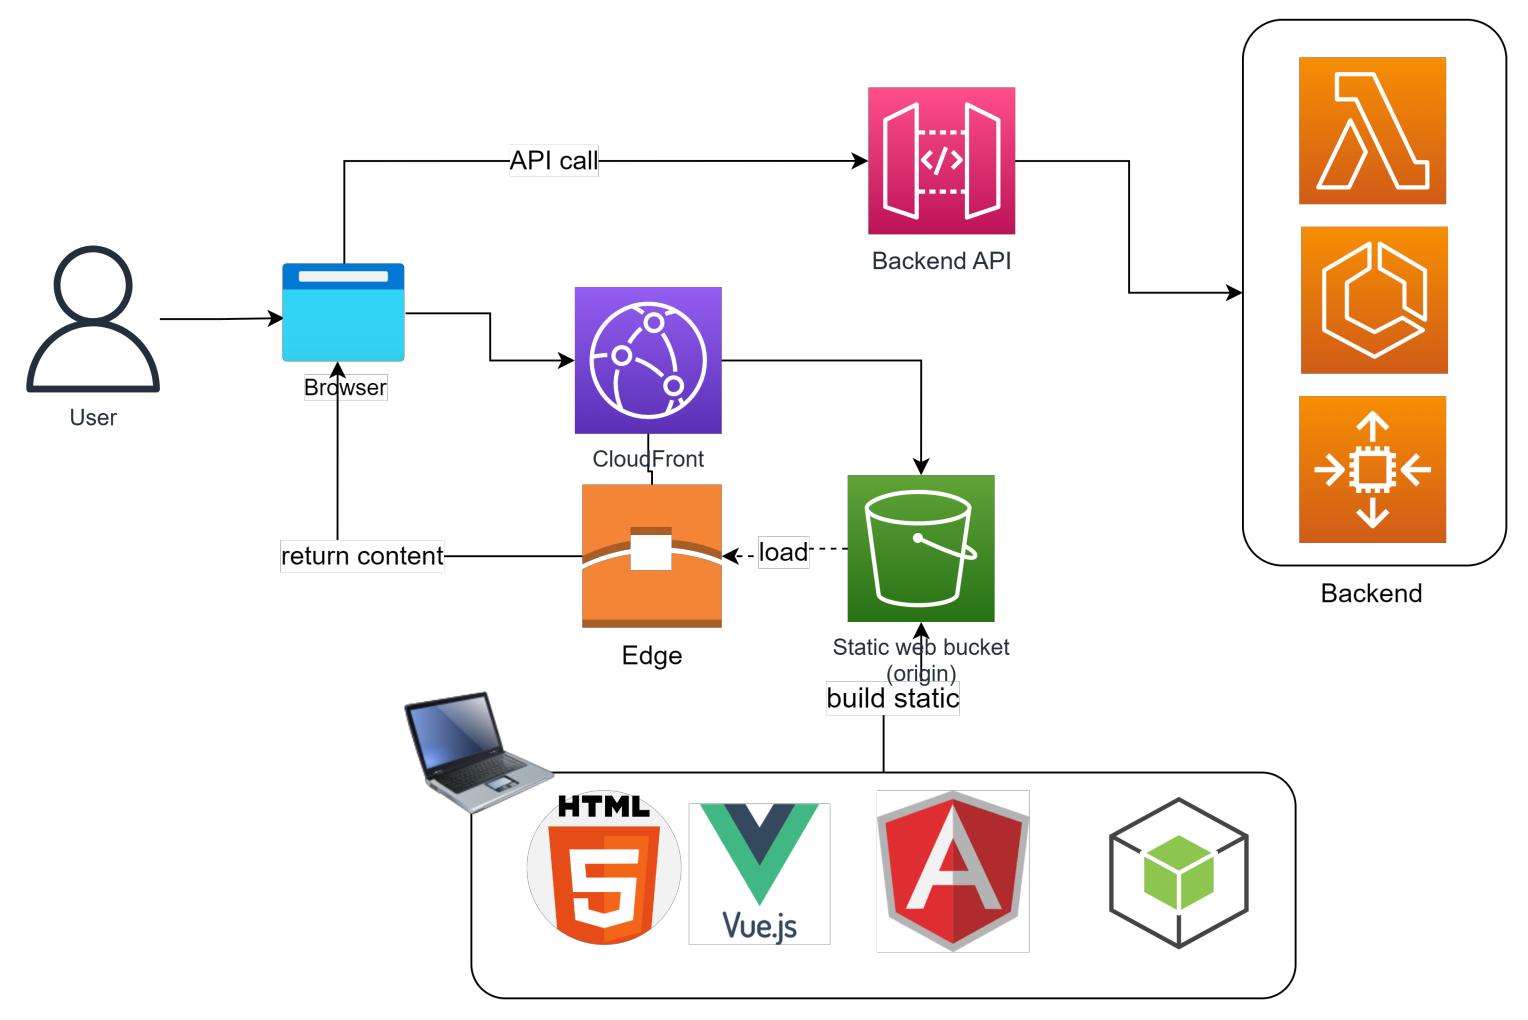 API call
Backend API
User
Browser
CloudFront
return content
load
Edge
Static web bucket
(origin)
build static
Backend
HTML
5
Vue.js
A